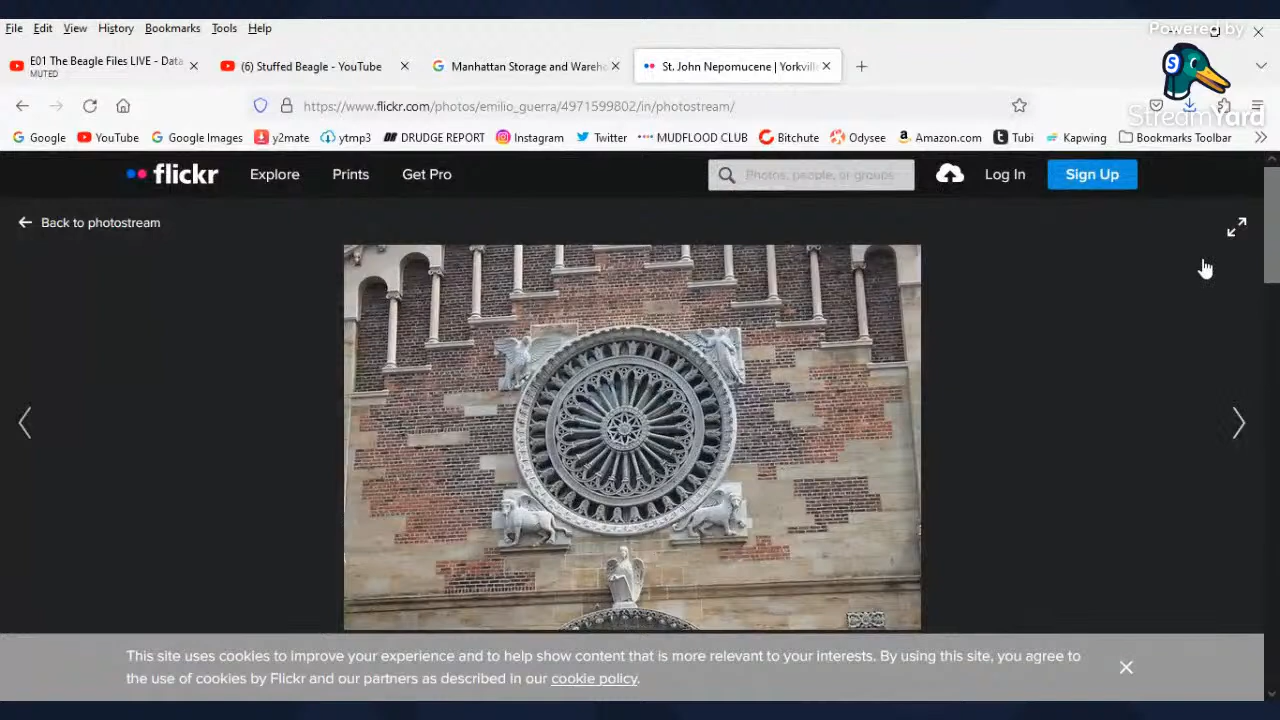 File Edit View History Bookmarks Tools Help
Powered by
E01 The Beagle Files LIVE - Data
MUTED
(6) Stuffed Beagle - YouTube
Manhattan Storage and Wareho
St. John Nepomucene | Yorkville
https://www.flickr.com/photos/emilio_guerra/4971599802/in/photostream/
S
StreamYard
Google YouTube Google Images y2mate ytmp3 DRUDGE REPORT Instagram Twitter MUDFLOOD CLUB Bitchute Odysee Amazon.com Tubi Kapwing Bookmarks Toolbar
flickr Explore Prints Get Pro Photos, people, or groups Log In Sign Up
Back to photostream
This site uses cookies to improve your experience and to help show content that is more relevant to your interests. By using this site, you agree to
the use of cookies by Flickr and our partners as described in our cookie policy.